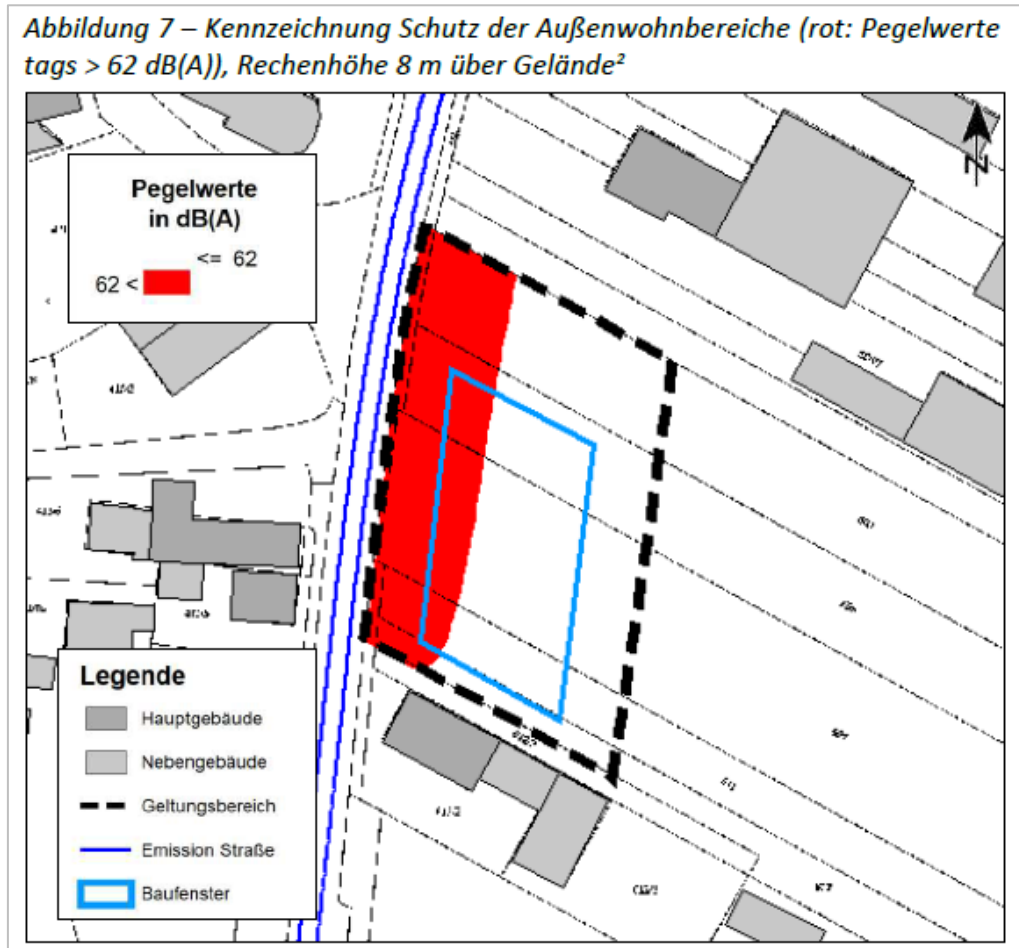 Abbildung 7 – Kennzeichnung Schutz der Außenwohnbereiche (rot: Pegelwerte
tags > 62 dB(A)), Rechenhöhe 8 m über Gelände²
N
Pegelwerte
in dB(A)
<= 62
62 <
Legende
Hauptgebäude
Nebengebäude
Geltungsbereich
Emission Straße
Baufenster